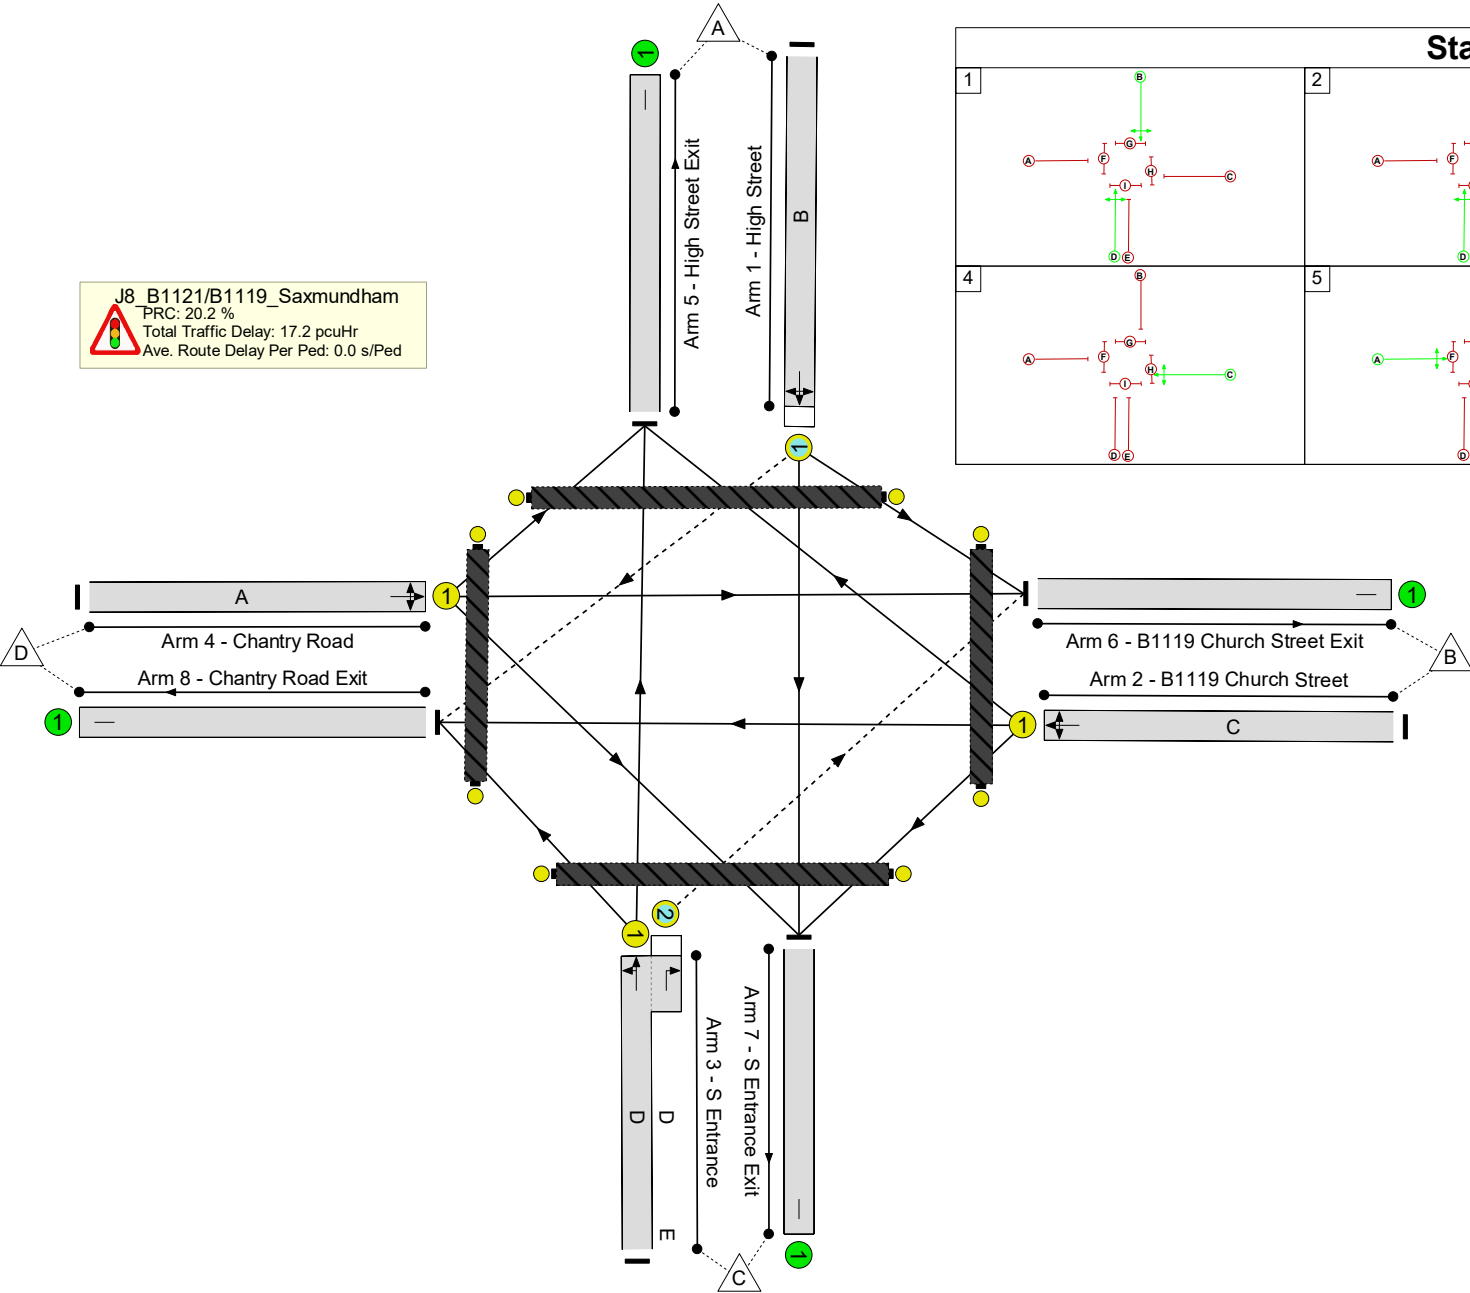 A
1
Sta
1
2
B
G
A
F
H
C
I
D
E
A
F
D
4
5
B
G
A
F
H
C
I
D
E
A
F
D
J8_B1121/B1119_Saxmundham
PRC: 20.2 %
Total Traffic Delay: 17.2 pcuHr
Ave. Route Delay Per Ped: 0.0 s/Ped
Arm 5 - High Street Exit
Arm 1 - High Street
B
1
A
1
Arm 4 - Chantry Road
D
Arm 8 - Chantry Road Exit
1
1
Arm 6 - B1119 Church Street Exit
B
Arm 2 - B1119 Church Street
1
C
2
1
D
D
E
Arm 3 - S Entrance
Arm 7 - S Entrance Exit
1
C